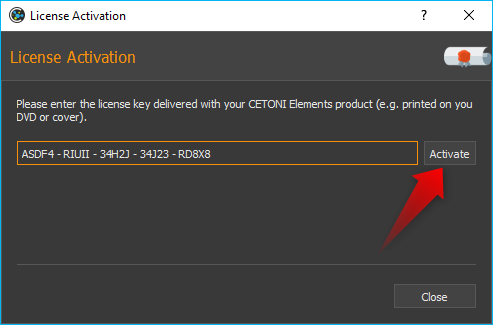 License Activation
License Activation
Please enter the license key delivered with your CETONI Elements product (e.g. printed on you
DVD or cover).
ASDF4 - RIUII - 34H2J - 34J23 - RD8X8
Activate
Close